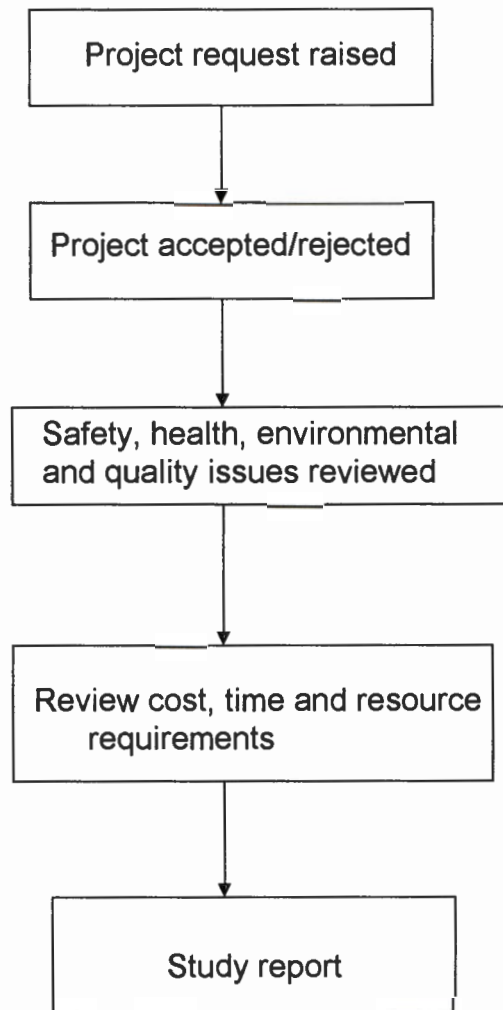 Project request raised
Project accepted/rejected
Safety, health, environmental
and quality issues reviewed
Review cost, time and resource
requirements
Study report